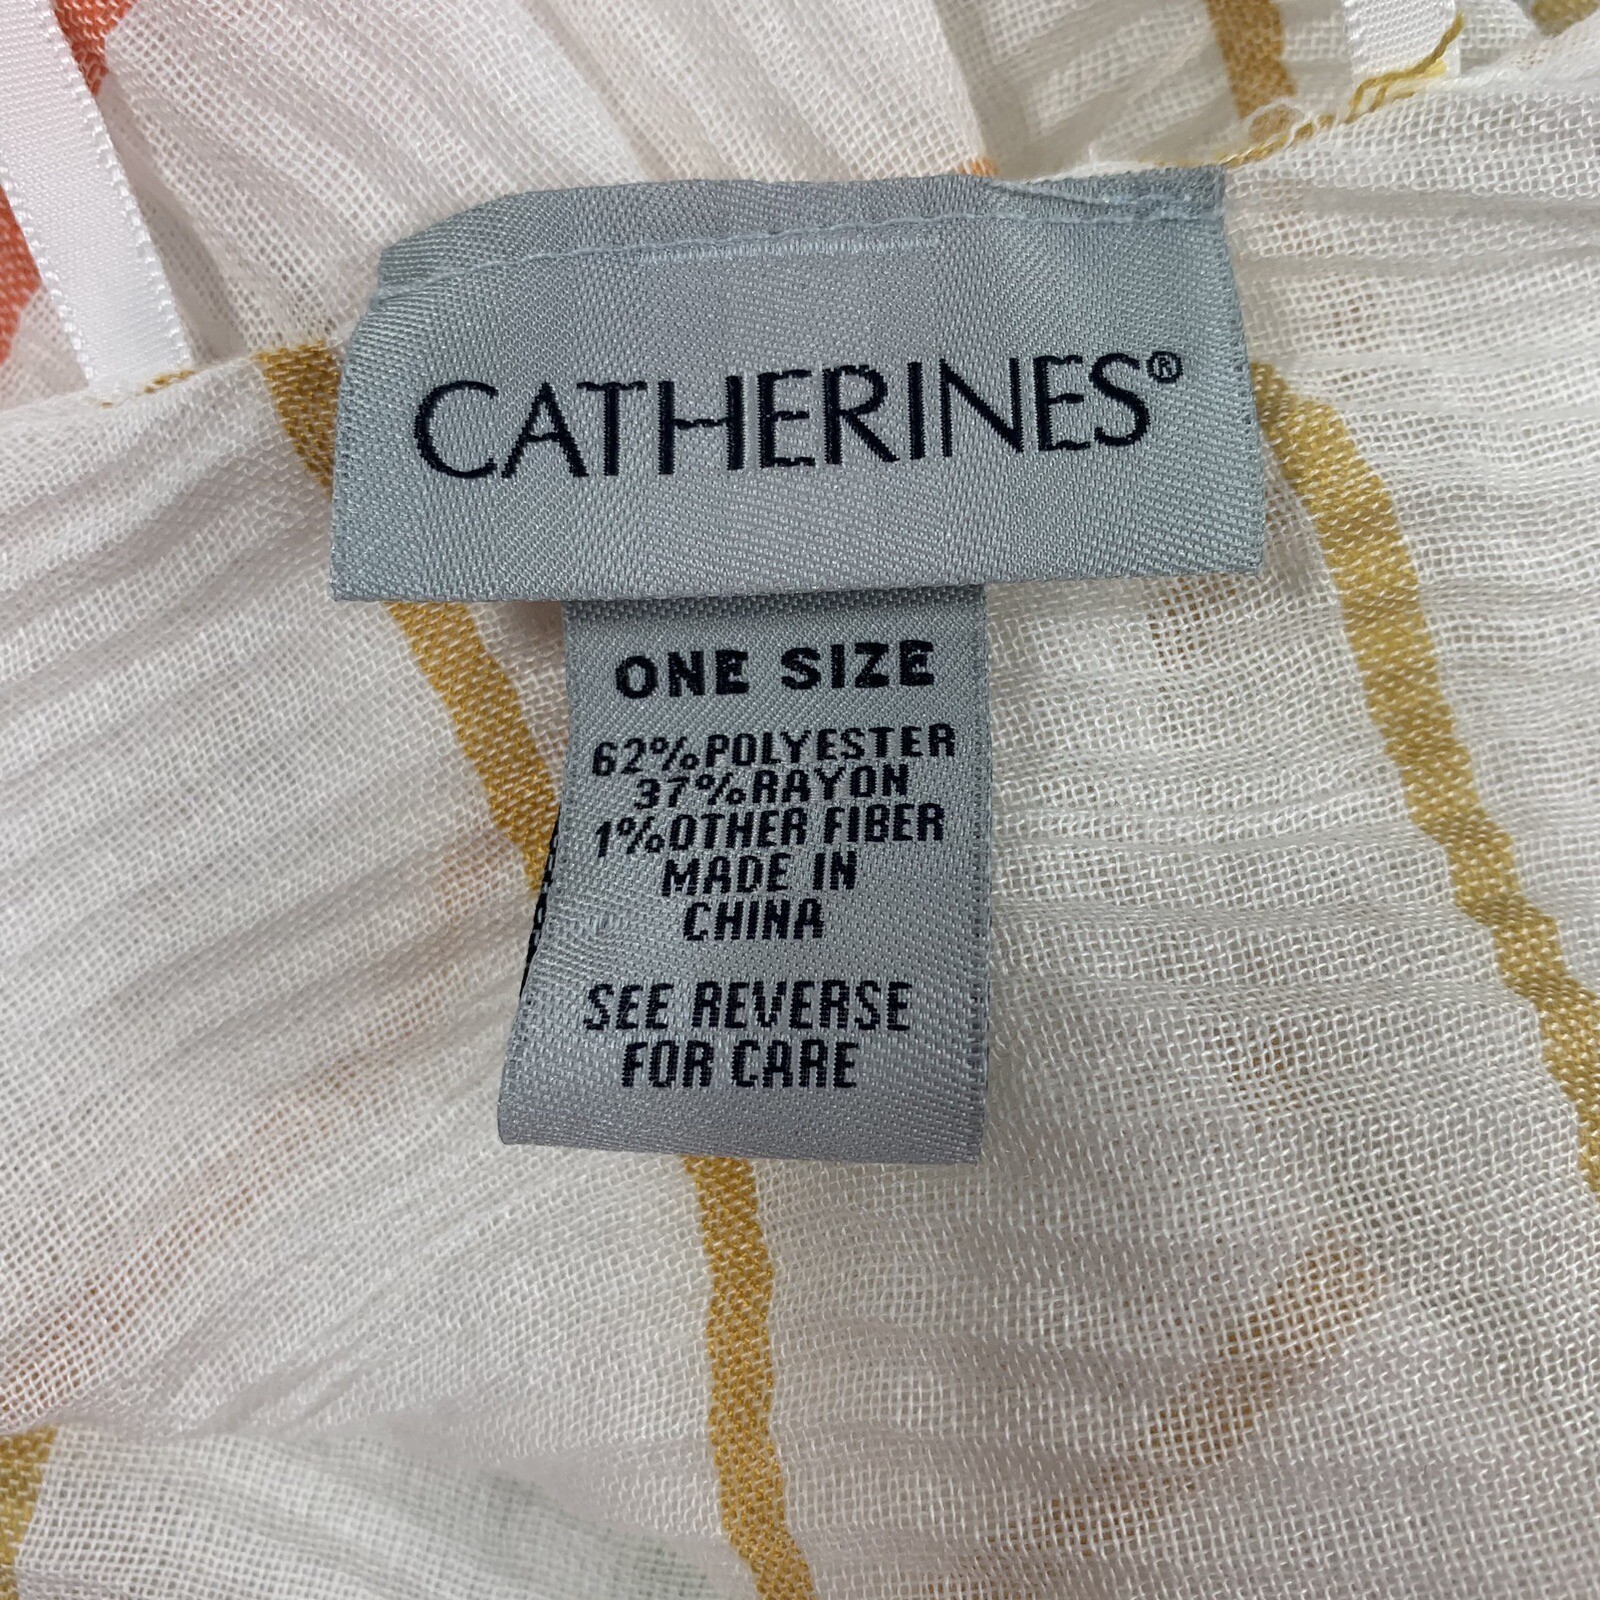 CATHERINES®
ONE SIZE
62%POLYESTER
37%RAYON
1%OTHER FIBER
MADE IN
CHINA
SEE REVERSE
FOR CARE